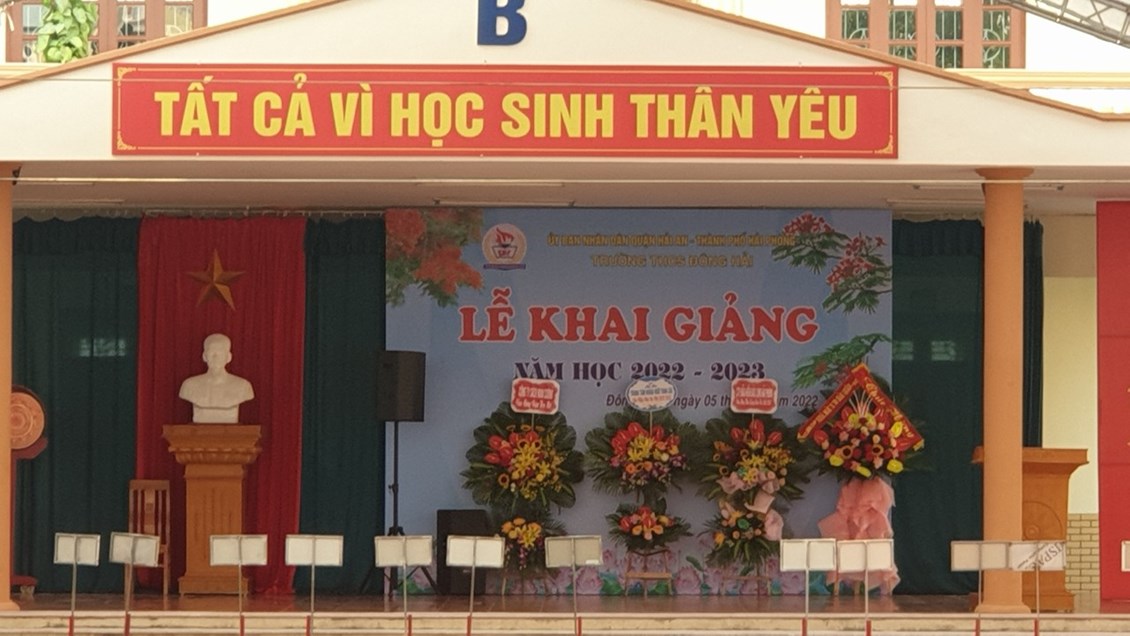 B
TẤT CẢ VÌ HỌC SINH THÂN YÊU
ỦY BAN NHÂN DÂN QUẬN HẢI AN - THÀNH PHỐ HẢI PHÒNG
TRƯỜNG THCS ĐÔNG HẢI
LỄ KHAI GIẢNG
NĂM HỌC 2022 - 2023
ngày 05 2022